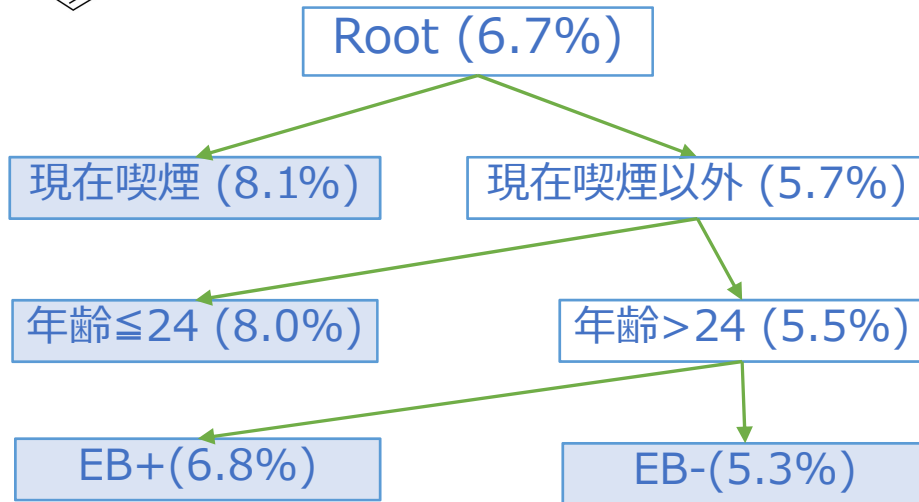 Root (6.7%)
現在喫煙 (8.1%)
現在喫煙以外 (5.7%)
年齢≦24 (8.0%)
年齢>24 (5.5%)
EB+(6.8%)
EB-(5.3%)